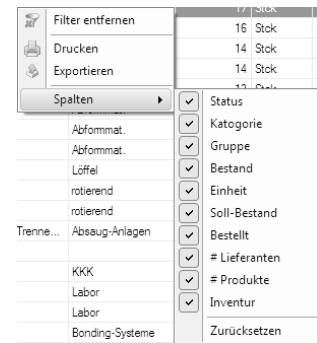 17 Stck
Filter entfernen
16 Stck
Drucken
14 Stck
Exportieren
14 Stck
Spalten
Status
Abformmat.
Katogorie
Abformmat.
Gruppe
Löffel
Bestand
rotierend
Einheit
rotierend
Soll-Bestand
Trenne... Absaug-Anlagen
Bestellt
# Lieferanten
KKK
# Produkte
Labor
Inventur
Labor
Bonding-Systeme
Zurücksetzen